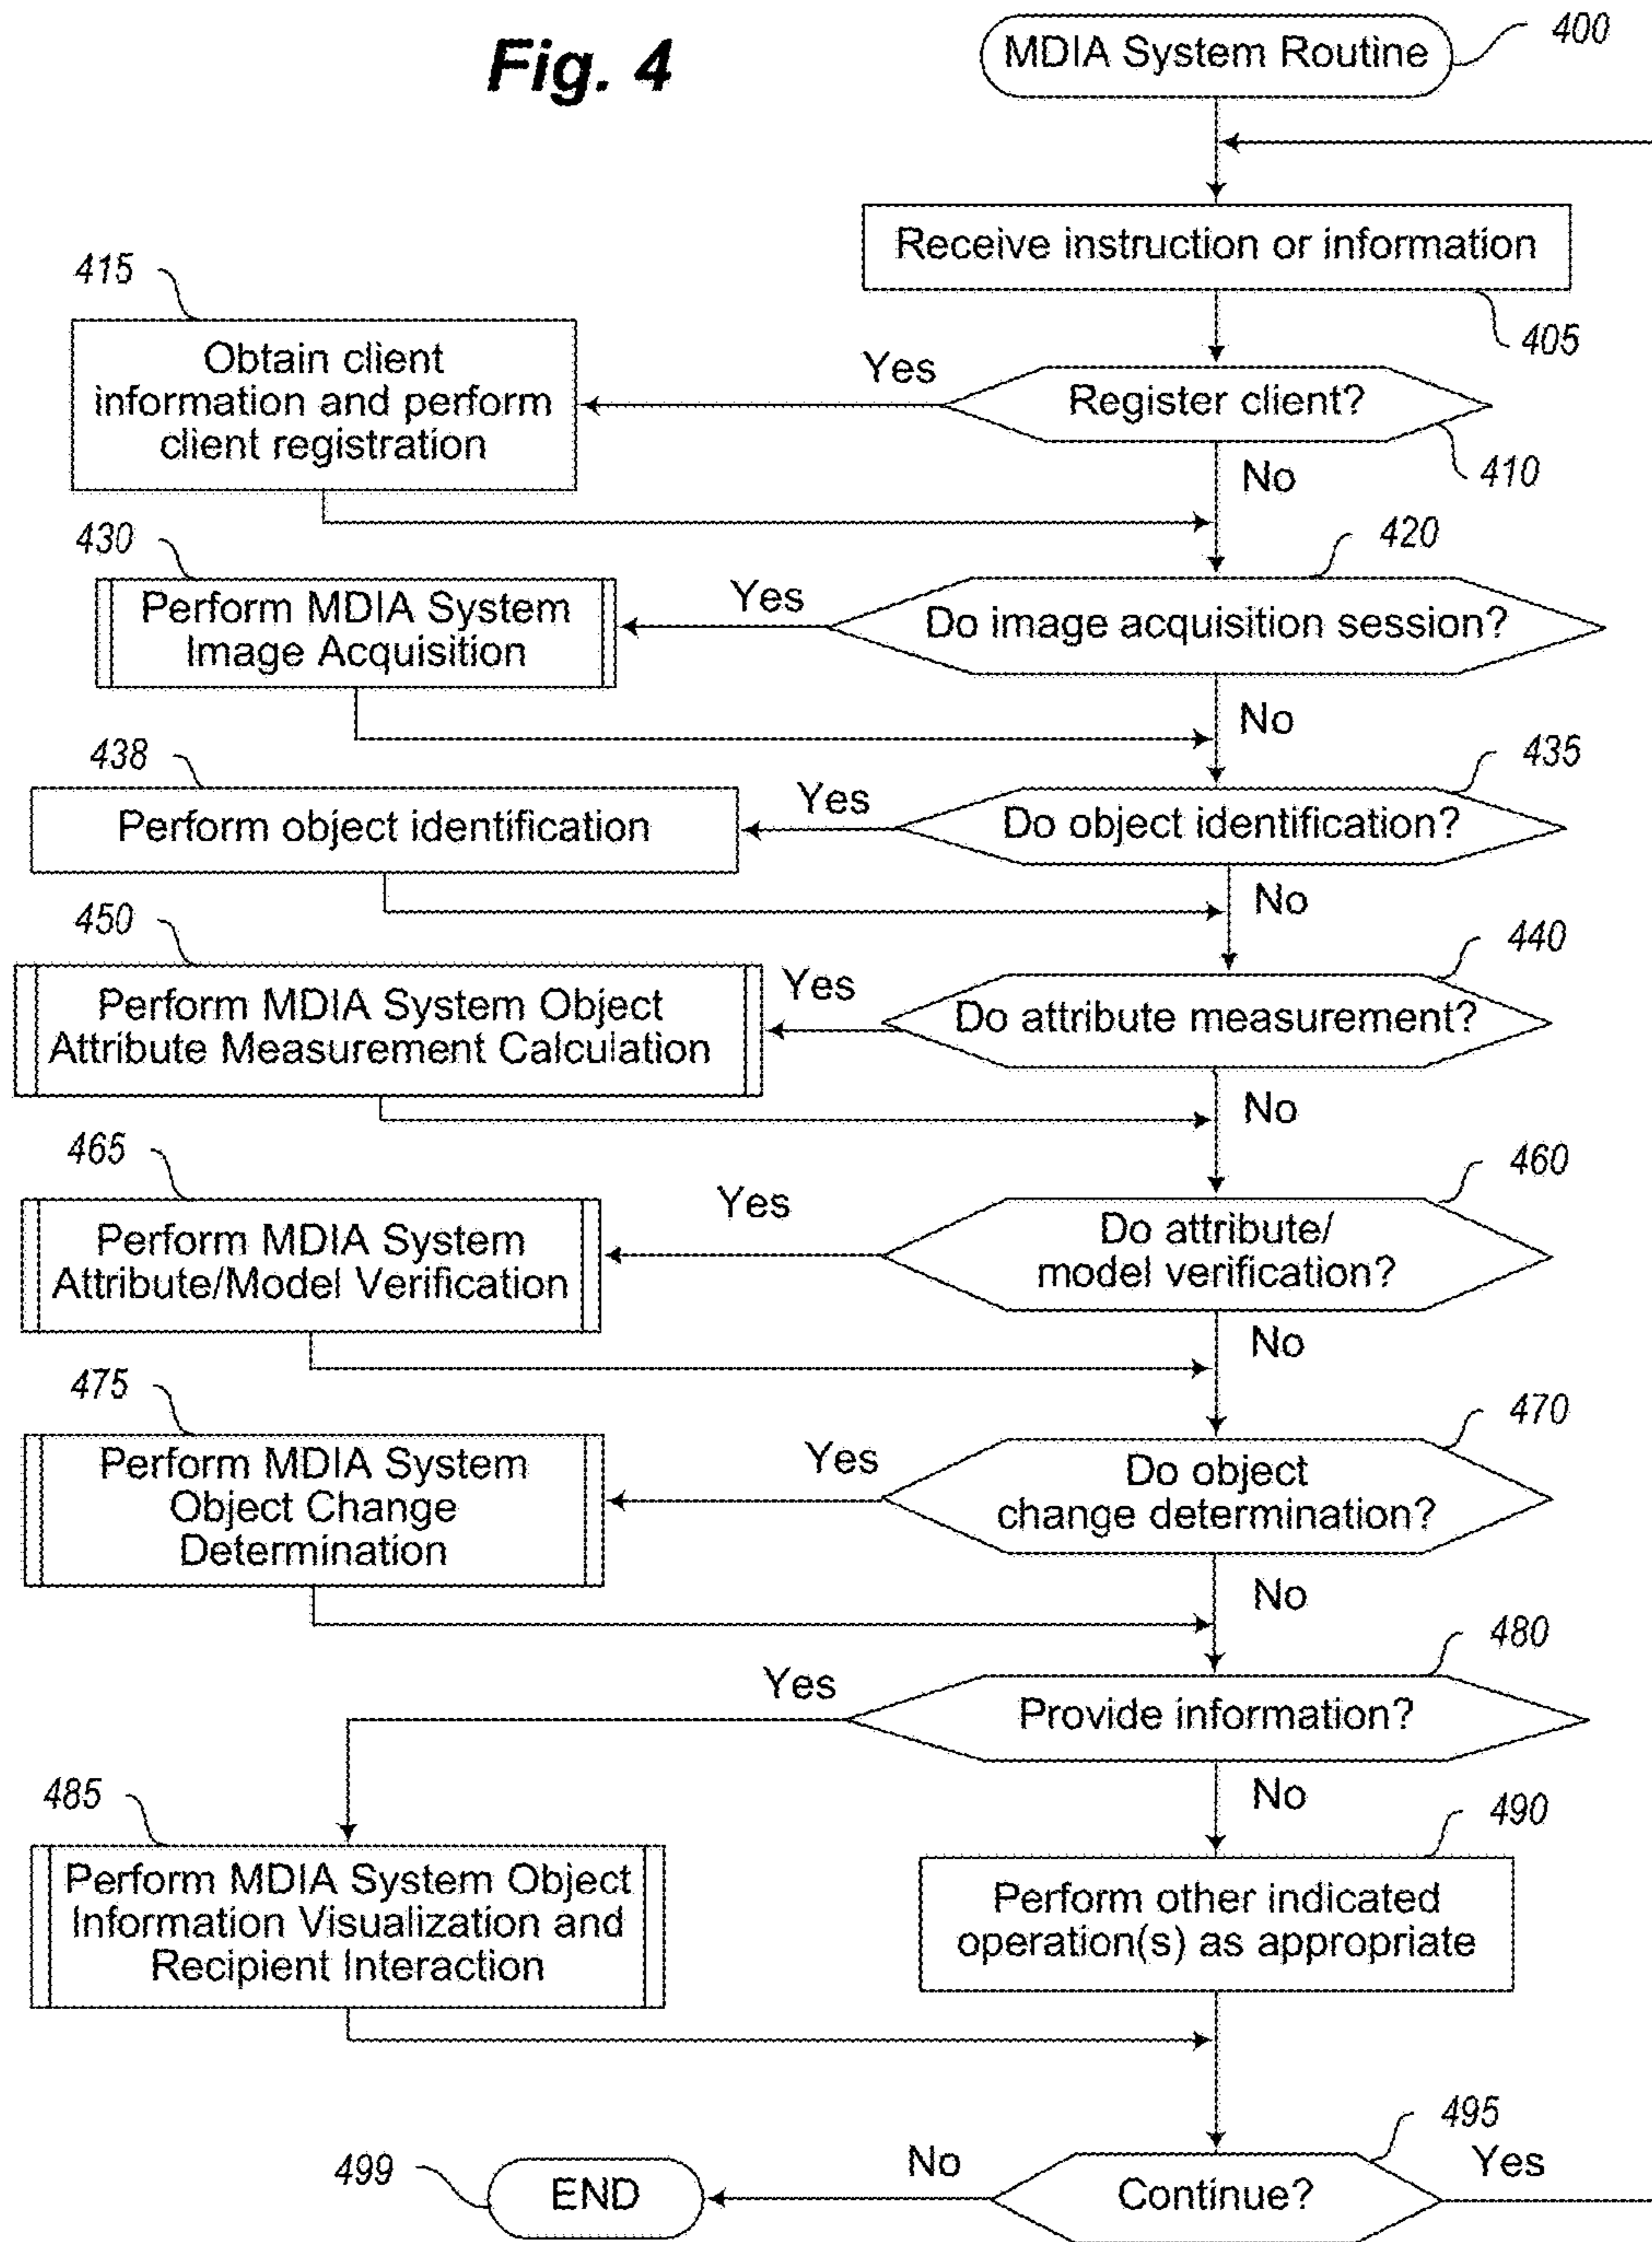 Fig. 4
MDIA System Routine
400
Receive instruction or information
405
415
Obtain client
information and perform
client registration
Yes
Register client?
410
No
430
Perform MDIA System
Image Acquisition
Yes
420
Do image acquisition session?
No
438
Perform object identification
Yes
435
Do object identification?
No
450
Perform MDIA System Object
Attribute Measurement Calculation
Yes
440
Do attribute measurement?
No
465
Perform MDIA System
Attribute/Model Verification
Yes
460
Do attribute/
model verification?
No
475
Perform MDIA System
Object Change
Determination
Yes
470
Do object
change determination?
No
480
Yes
Provide information?
No
485
Perform MDIA System Object
Information Visualization and
Recipient Interaction
490
Perform other indicated
operation(s) as appropriate
495
499
END
No
Continue?
Yes